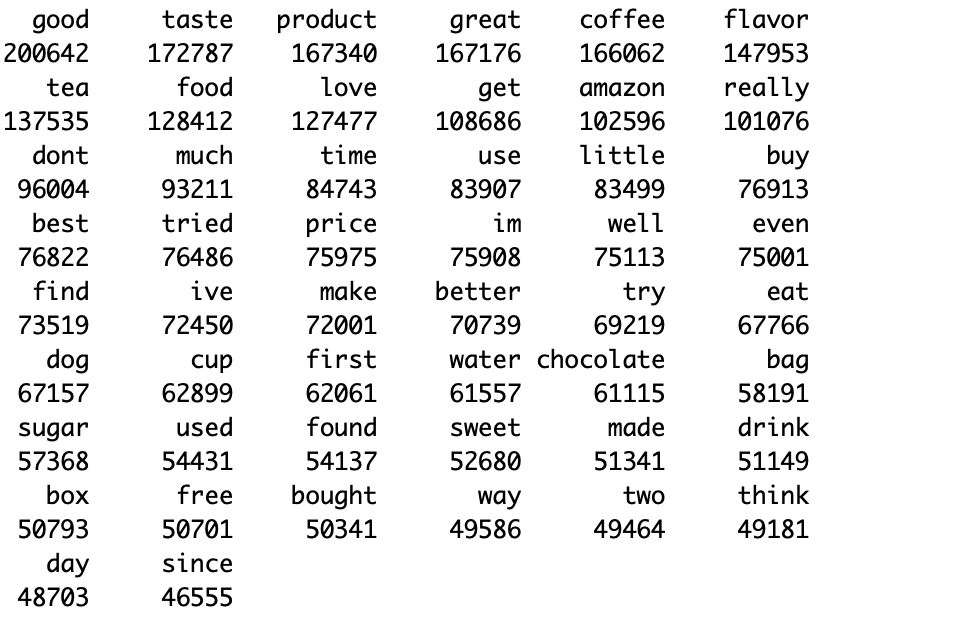 good taste product great coffee flavor
200642 172787 167340 167176 166062 147953
tea food love get amazon really
137535 128412 127477 108686 102596 101076
dont much time use little buy
96004 93211 84743 83907 83499 76913
best tried price im well even
76822 76486 75975 75908 75113 75001
find ive make better try eat
73519 72450 72001 70739 69219 67766
dog cup first water chocolate bag
67157 62899 62061 61557 61115 58191
sugar used found sweet made drink
57368 54431 54137 52680 51341 51149
box free bought way two think
50793 50701 50341 49586 49464 49181
day since
48703 46555